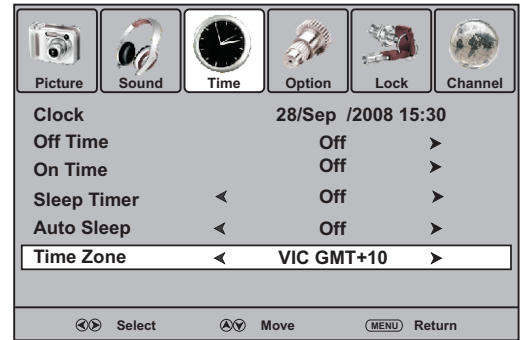 Picture Sound Time Option Lock Channel
Clock 28/Sep /2008 15:30
Off Time Off
On Time Off
Sleep Timer Off
Auto Sleep Off
Time Zone VIC GMT+10
Select Move MENU Return